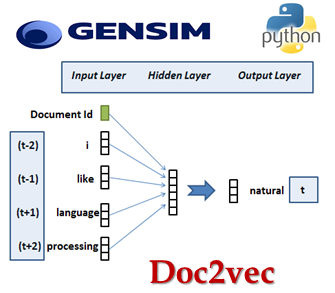 GENSIM
python
Input Layer Hidden Layer Output Layer
Document Id
(t-2) i
(t-1) like
natural t
(t+1) language
(t+2) processing
Doc2vec